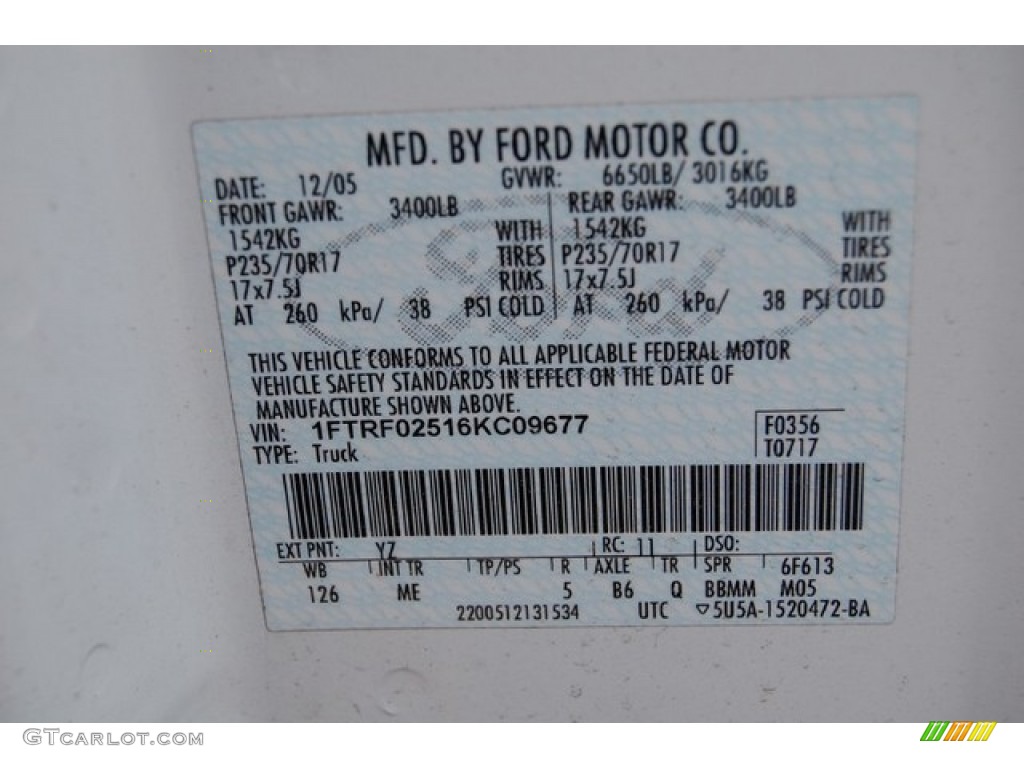 MFD. BY FORD MOTOR CO.
DATE: 12/05 GVWR: 6650LB/ 3016KG
FRONT GAWR: 3400LB REAR GAWR: 3400LB
1542KG WITH 1542KG WITH
P235/70R17 TIRES P235/70R17 TIRES
17x7.5J RIMS 17x7.5J RIMS
AT 260 kPa/ 38 PSI COLD AT 260 kPa/ 38 PSI COLD
Ford
THIS VEHICLE CONFORMS TO ALL APPLICABLE FEDERAL MOTOR
VEHICLE SAFETY STANDARDS IN EFFECT ON THE DATE OF
MANUFACTURE SHOWN ABOVE.
VIN: 1FTRF02516KC09677 F0356
TYPE: Truck T0717
EXT PNT: YZ RC: 11 DSO:
WB INT TR TP/PS R AXLE TR SPR 6F613
126 ME 5 B6 Q BBMM M05
2200512131534 UTC ▽5U5A-1520472-BA
GTCARLOT.COM